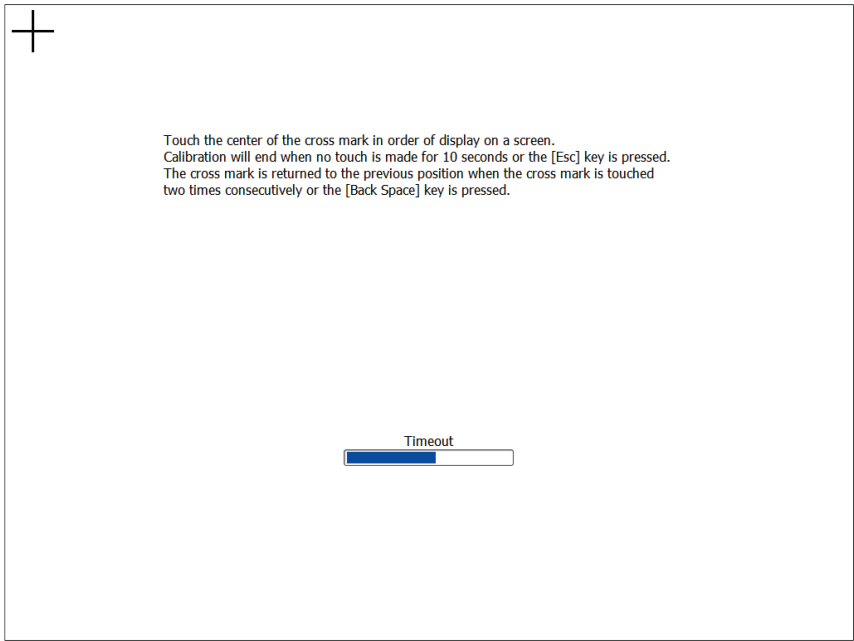 Touch the center of the cross mark in order of display on a screen.
Calibration will end when no touch is made for 10 seconds or the [Esc] key is pressed.
The cross mark is returned to the previous position when the cross mark is touched
two times consecutively or the [Back Space] key is pressed.
Timeout